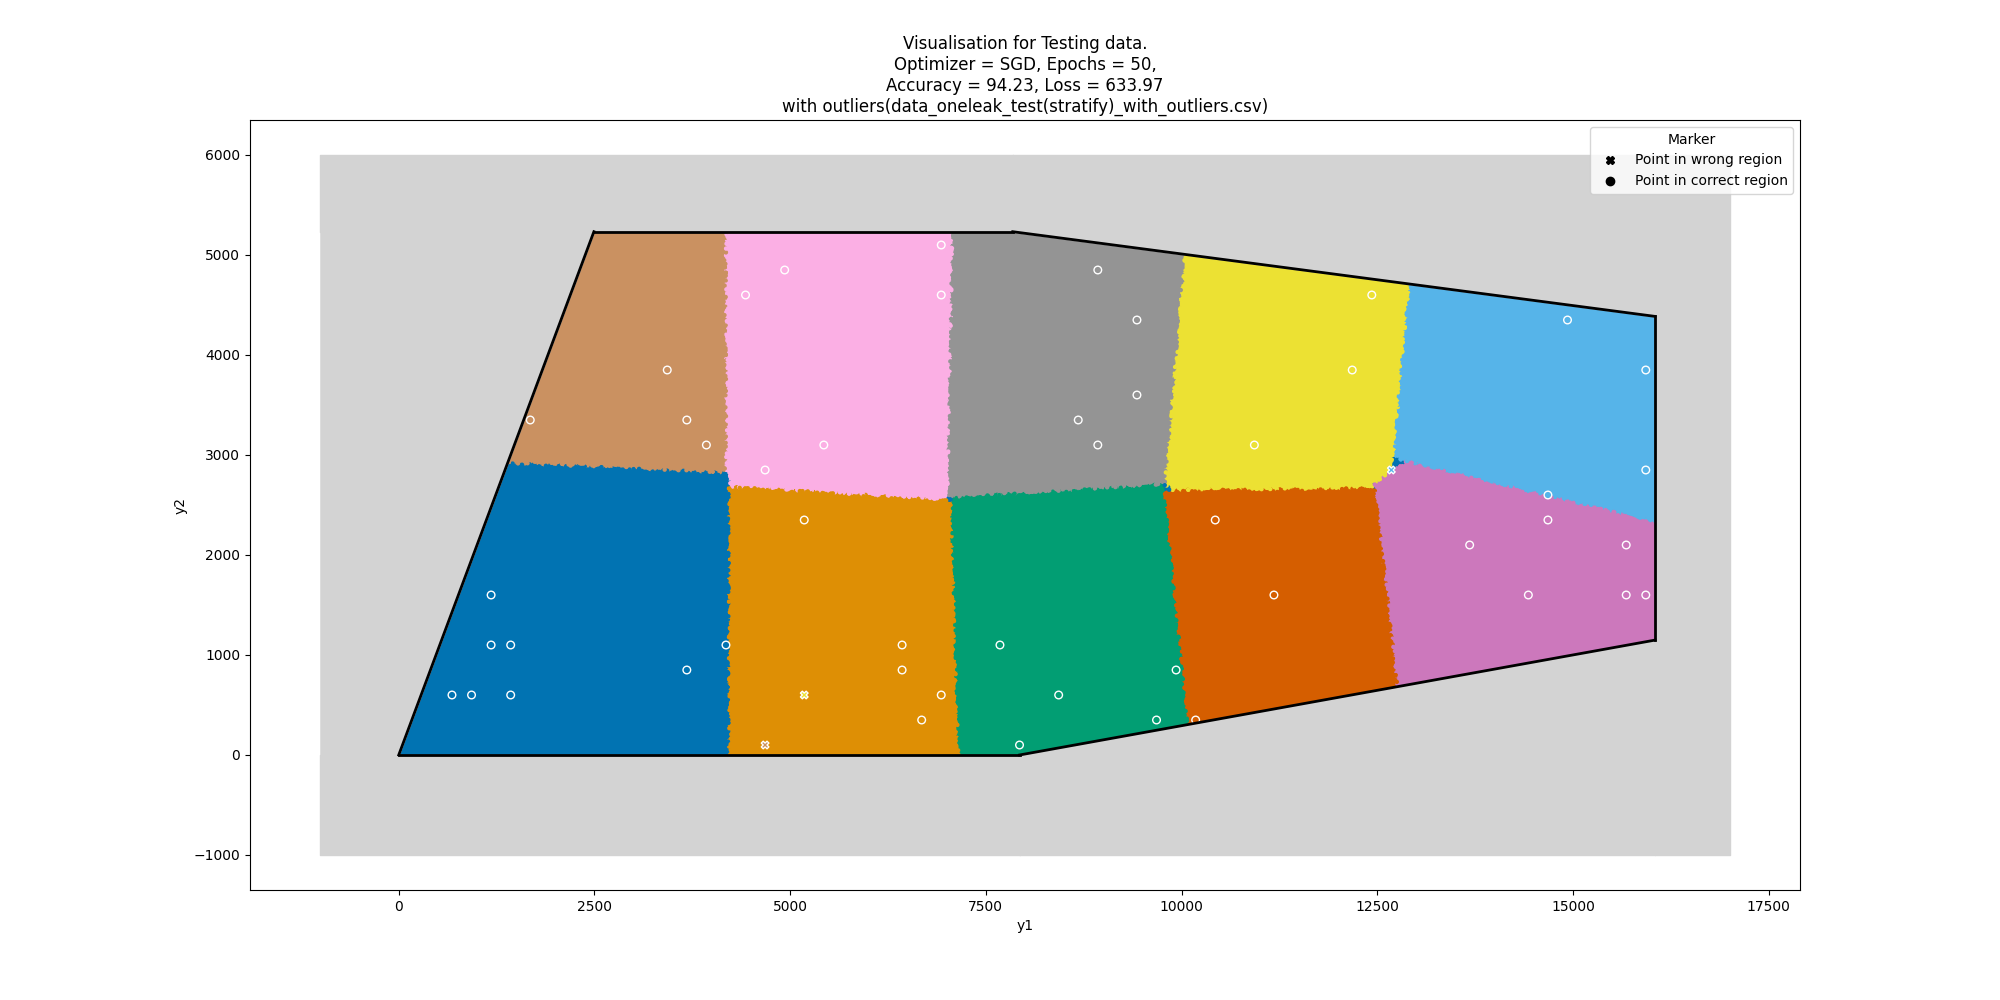 Visualisation for Testing data.
Optimizer = SGD, Epochs = 50,
Accuracy = 94.23, Loss = 633.97
with outliers(data_oneleak_test(stratify)_with_outliers.csv)
Marker
Point in wrong region
Point in correct region
6000
5000
4000
3000
2000
1000
0
−1000
y2
0
2500
5000
7500
10000
12500
15000
17500
y1